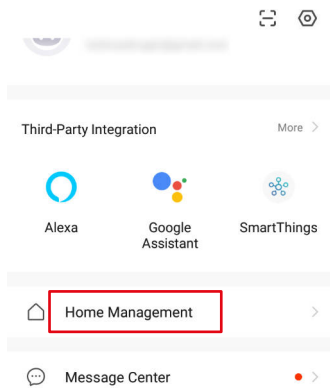 Third-Party Integration
More
Alexa
Google
Assistant
SmartThings
Home Management
Message Center